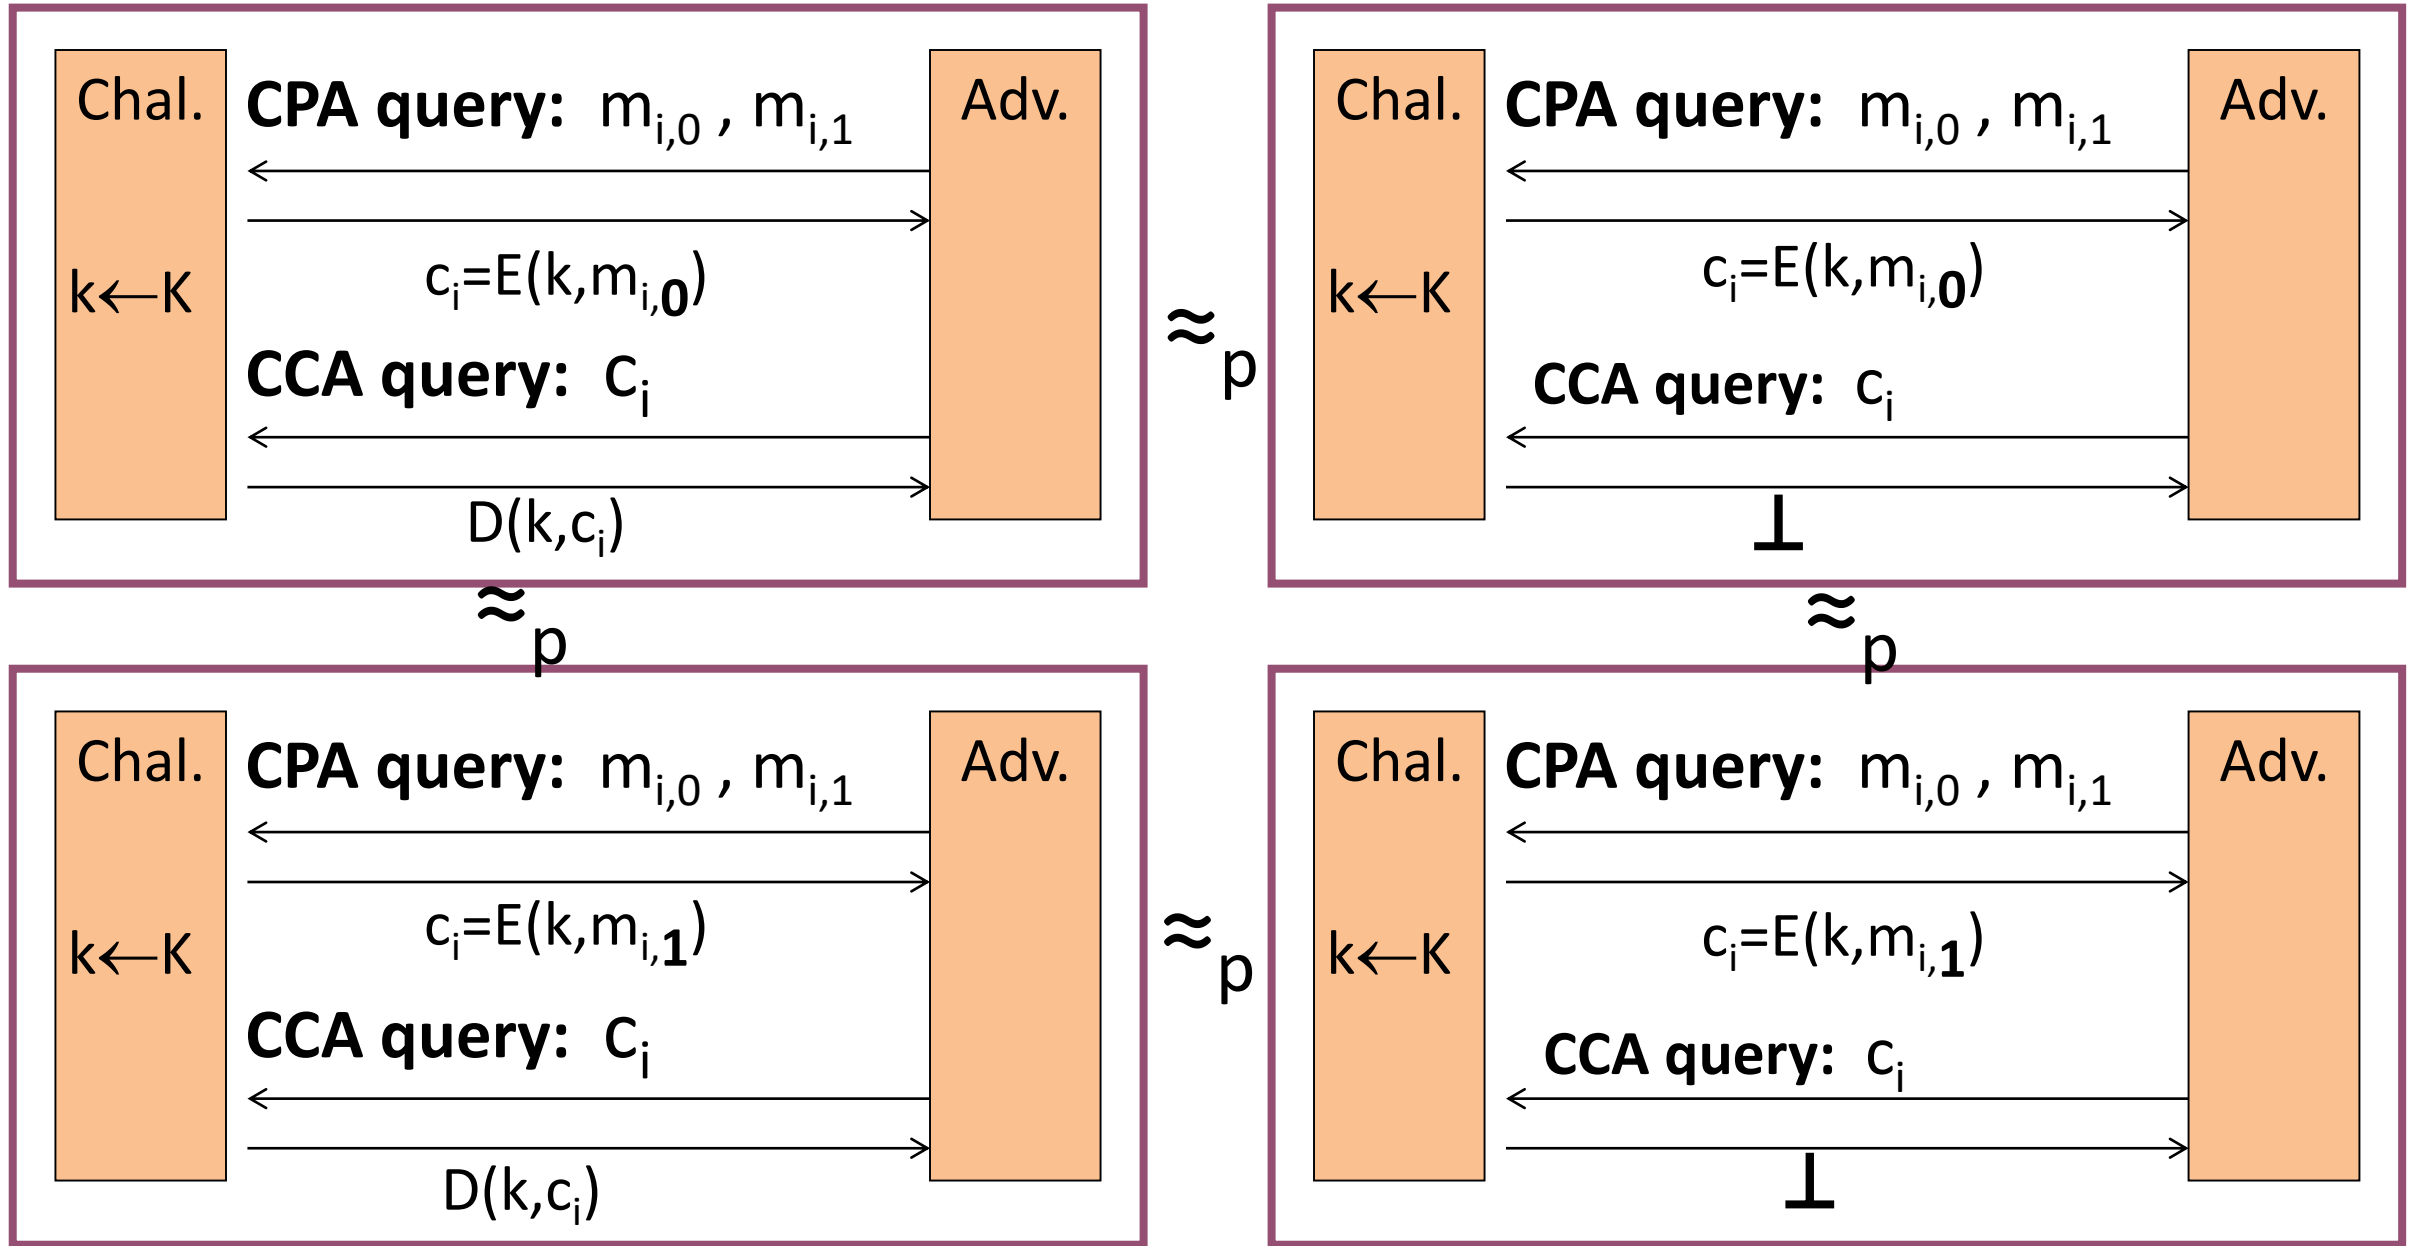 Chal.
CPA query: mi,0 , mi,1
Adv.
ci=E(k,mi,0)
k←K
CCA query: ci
D(k,ci)
≈p
Chal.
CPA query: mi,0 , mi,1
Adv.
ci=E(k,mi,0)
k←K
CCA query: ci
⊥
≈p
≈p
Chal.
CPA query: mi,0 , mi,1
Adv.
ci=E(k,mi,1)
k←K
CCA query: ci
D(k,ci)
≈p
Chal.
CPA query: mi,0 , mi,1
Adv.
ci=E(k,mi,1)
k←K
CCA query: ci
⊥